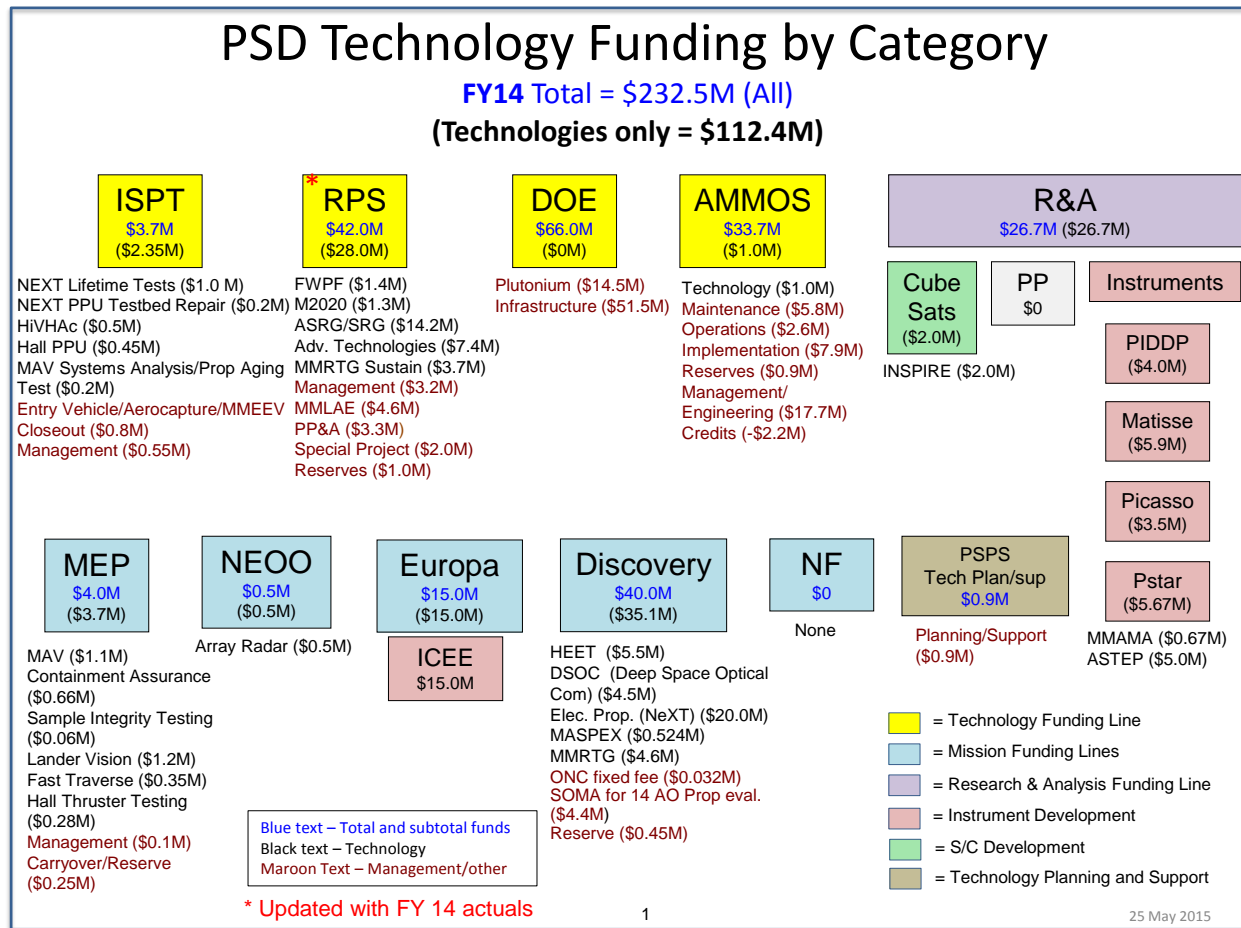 PSD Technology Funding by Category
FY14 Total = $232.5M (All)
(Technologies only = $112.4M)
ISPT
$3.7M
($2.35M)
NEXT Lifetime Tests ($1.0 M)
NEXT PPU Testbed Repair ($0.2M)
HiVHAc ($0.5M)
Hall PPU ($0.45M)
MAV Systems Analysis/Prop Aging
Test ($0.2M)
Entry Vehicle/Aerocapture/MMEEV
Closeout ($0.8M)
Management ($0.55M)
*
RPS
$42.0M
($28.0M)
FWPF ($1.4M)
M2020 ($1.3M)
ASRG/SRG ($14.2M)
Adv. Technologies ($7.4M)
MMRTG Sustain ($3.7M)
Management ($3.2M)
MMLAE ($4.6M)
PP&A ($3.3M)
Special Project ($2.0M)
Reserves ($1.0M)
DOE
$66.0M
($0M)
Plutonium ($14.5M)
Infrastructure ($51.5M)
AMMOS
$33.7M
($1.0M)
Technology ($1.0M)
Maintenance ($5.8M)
Operations ($2.6M)
Implementation ($7.9M)
Reserves ($0.9M)
Management/
Engineering ($17.7M)
Credits (-$2.2M)
R&A
$26.7M ($26.7M)
Cube
Sats
($2.0M)
INSPIRE ($2.0M)
PP
$0
Instruments
PIDDP
($4.0M)
Matisse
($5.9M)
Picasso
($3.5M)
Pstar
($5.67M)
MMAMA ($0.67M)
ASTEP ($5.0M)
MEP
$4.0M
($3.7M)
MAV ($1.1M)
Containment Assurance
($0.66M)
Sample Integrity Testing
($0.06M)
Lander Vision ($1.2M)
Fast Traverse ($0.35M)
Hall Thruster Testing
($0.28M)
Management ($0.1M)
Carryover/Reserve
($0.25M)
NEOO
$0.5M
($0.5M)
Array Radar ($0.5M)
Europa
$15.0M
($15.0M)
ICEE
$15.0M
Discovery
$40.0M
($35.1M)
HEET ($5.5M)
DSOC (Deep Space Optical
Com) ($4.5M)
Elec. Prop. (NeXT) ($20.0M)
MASPEX ($0.524M)
MMRTG ($4.6M)
ONC fixed fee ($0.032M)
SOMA for 14 AO Prop eval.
($4.4M)
Reserve ($0.45M)
NF
$0
None
PSPS
Tech Plan/sup
$0.9M
Planning/Support
($0.9M)
= Technology Funding Line
= Mission Funding Lines
= Research & Analysis Funding Line
= Instrument Development
= S/C Development
= Technology Planning and Support
Blue text – Total and subtotal funds
Black text – Technology
Maroon Text – Management/other
* Updated with FY 14 actuals
1
25 May 2015